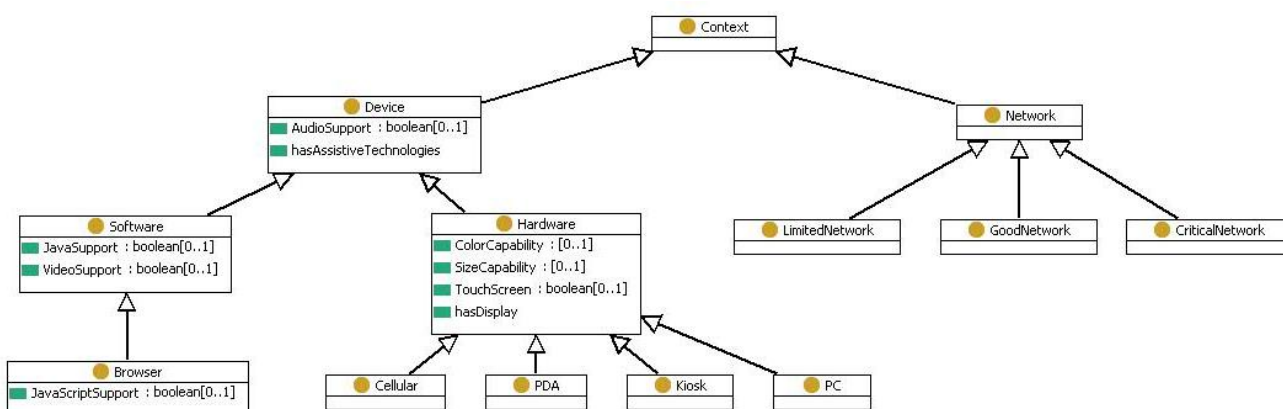 Context
Device
AudioSupport : boolean[0..1]
hasAssistiveTechnologies
Network
Software
JavaSupport : boolean[0..1]
VideoSupport : boolean[0..1]
Hardware
ColorCapability : [0..1]
SizeCapability : [0..1]
TouchScreen : boolean[0..1]
hasDisplay
LimitedNetwork
GoodNetwork
CriticalNetwork
Browser
JavaScriptSupport : boolean[0..1]
Cellular
PDA
Kiosk
PC